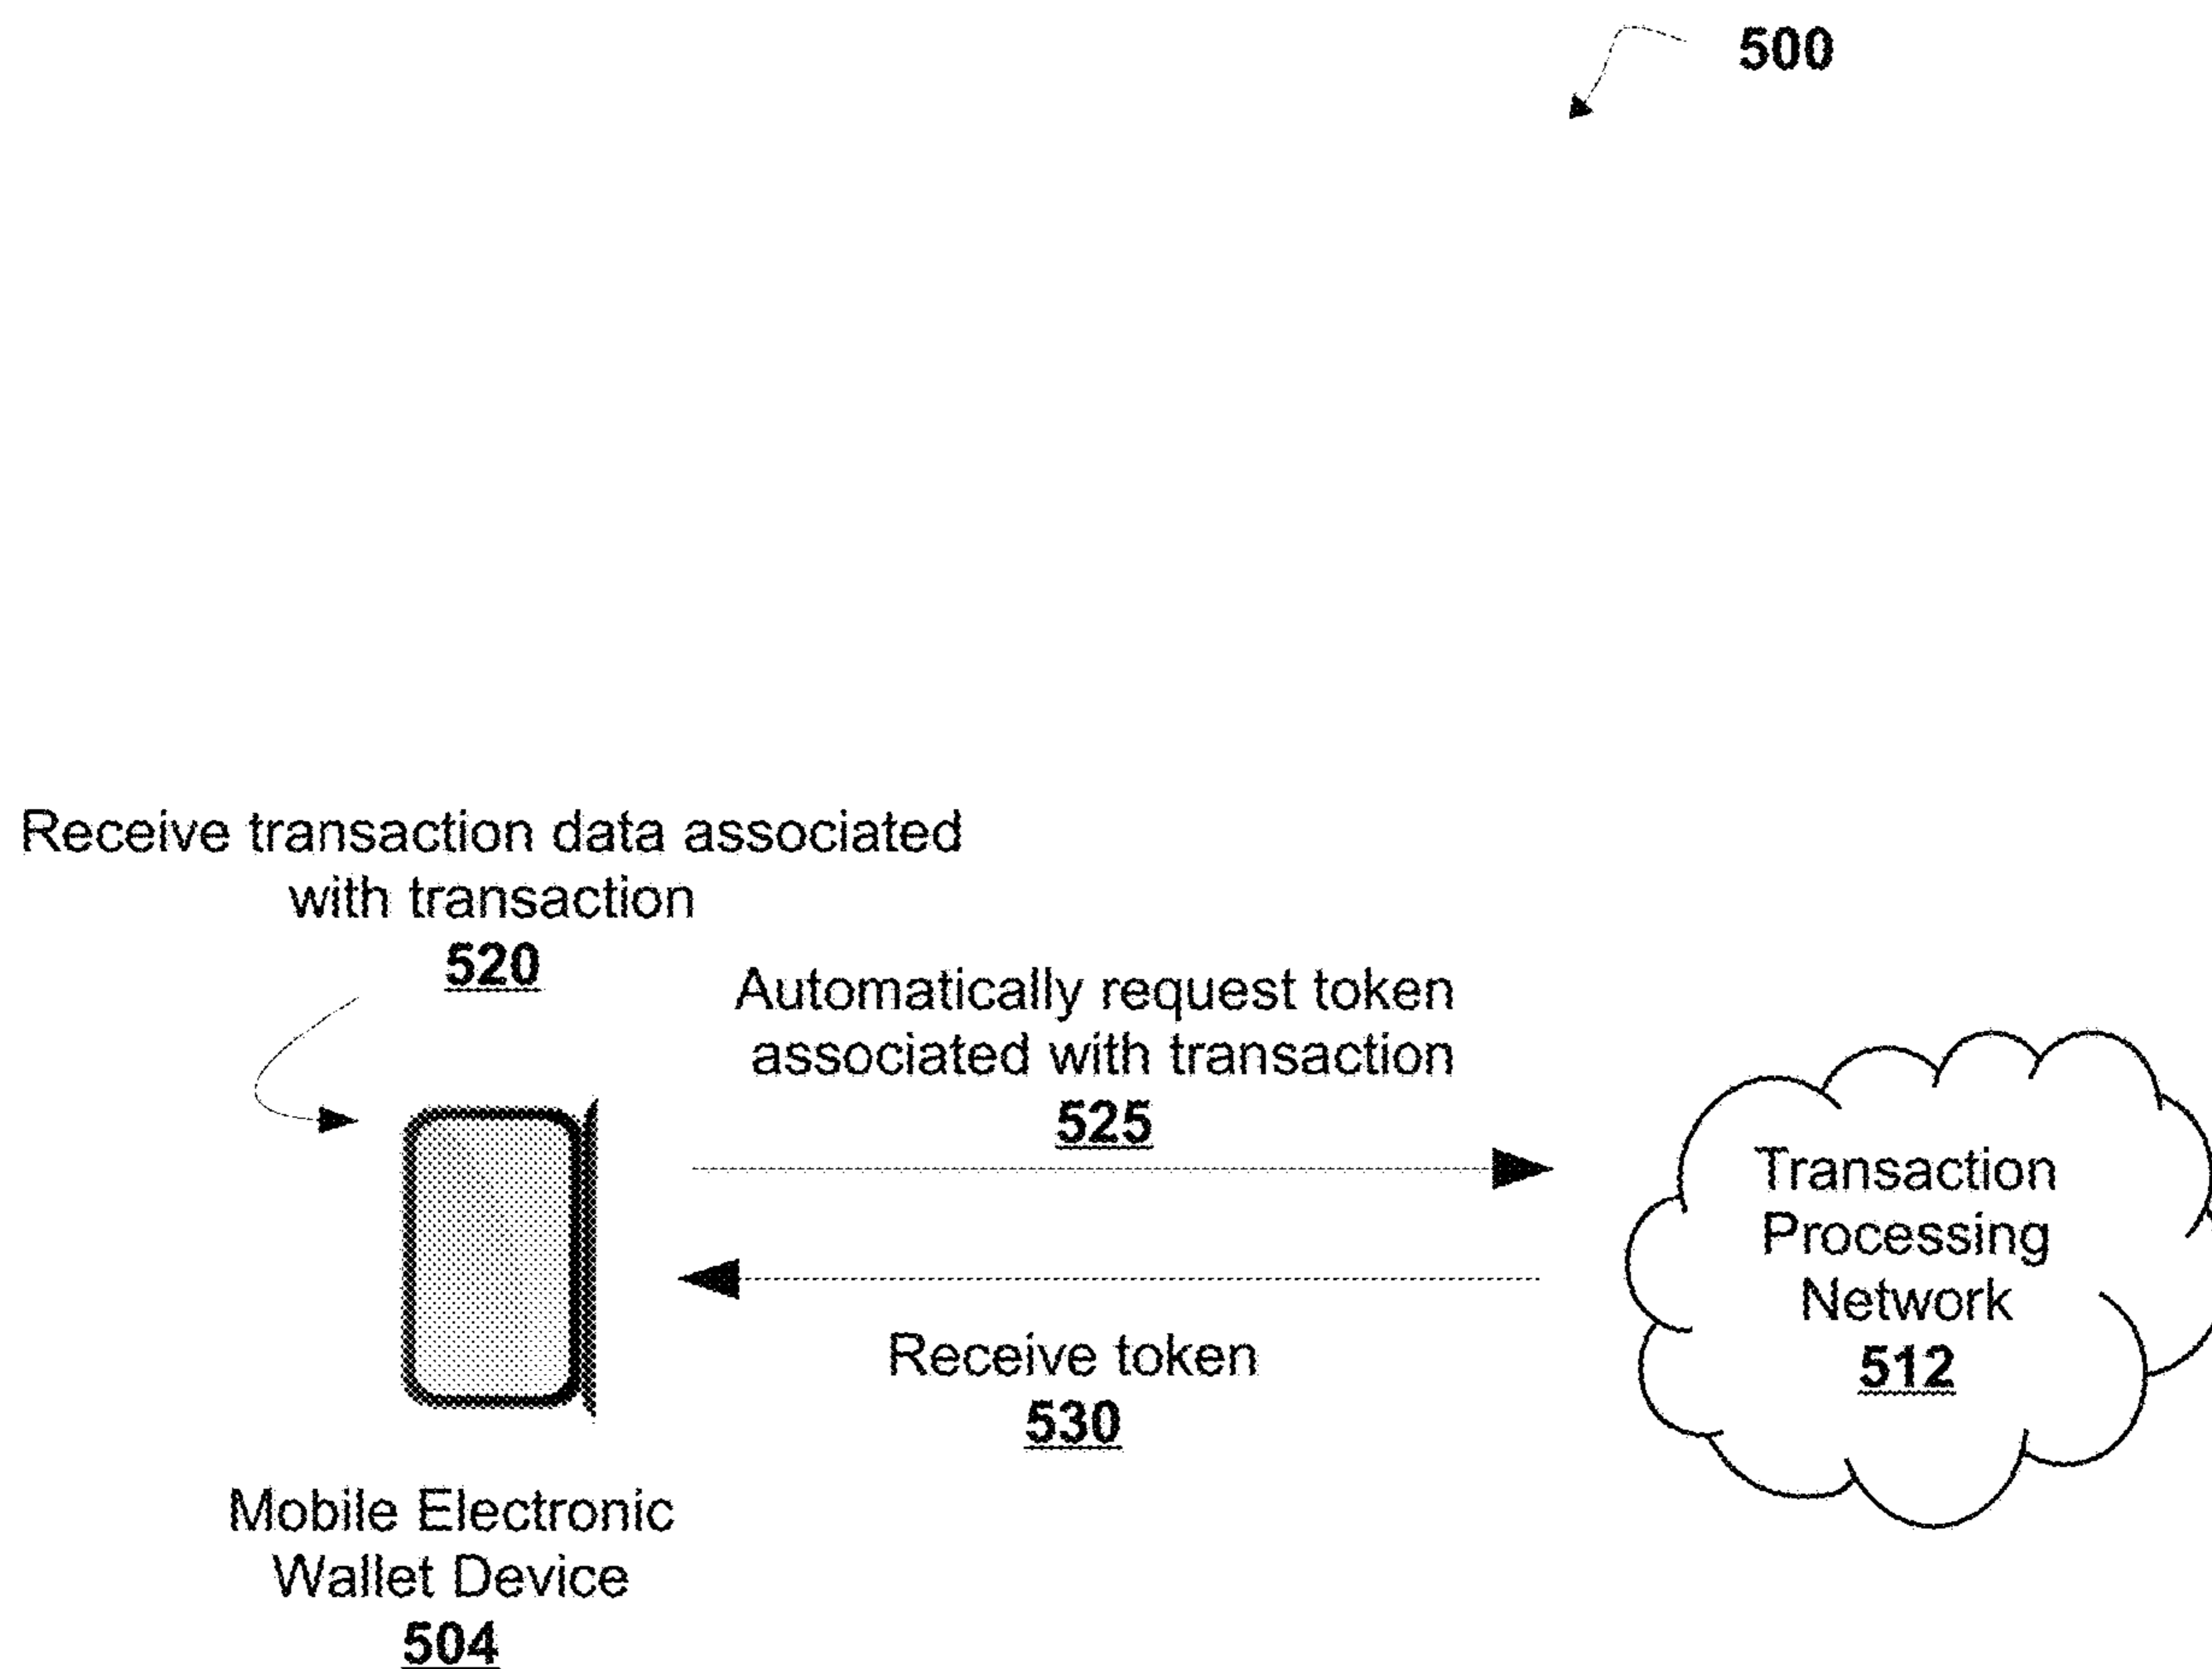 500
Receive transaction data associated
with transaction
520
Automatically request token
associated with transaction
525
Transaction
Processing
Network
512
Receive token
530
Mobile Electronic
Wallet Device
504